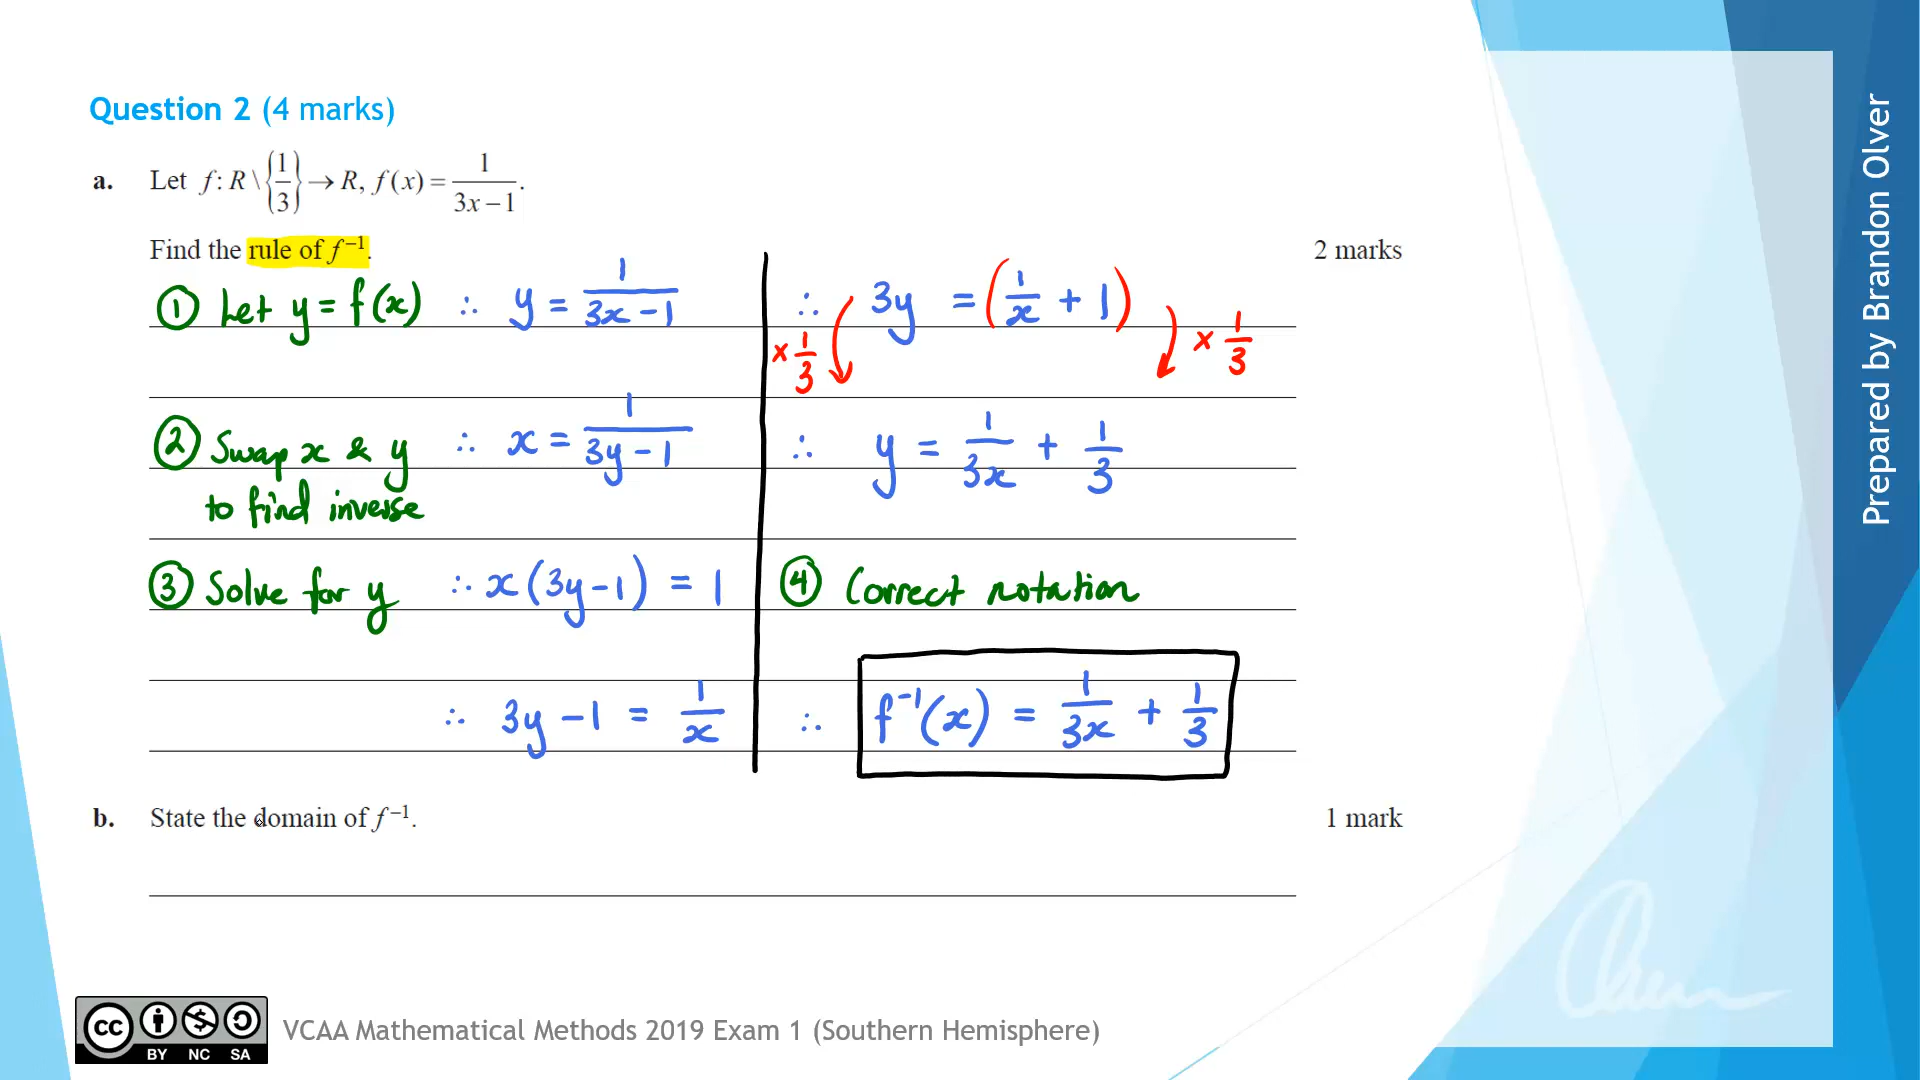 Question 2 (4 marks)
a. Let f: R \ {1/3} → R, f(x) = 1/(3x − 1).
Find the rule of f⁻¹. 2 marks
① Let y = f(x) ∴ y = 1/(3x − 1)
② Swap x & y ∴ x = 1/(3y − 1)
to find inverse
③ Solve for y ∴ x(3y − 1) = 1
∴ 3y − 1 = 1/x
∴ 3y = (1/x + 1)
× 1/3 × 1/3
∴ y = 1/3x + 1/3
④ Correct notation
∴ f⁻¹(x) = 1/3x + 1/3
b. State the domain of f⁻¹. 1 mark
cc BY NC SA
VCAA Mathematical Methods 2019 Exam 1 (Southern Hemisphere)
Prepared by Brandon Olver